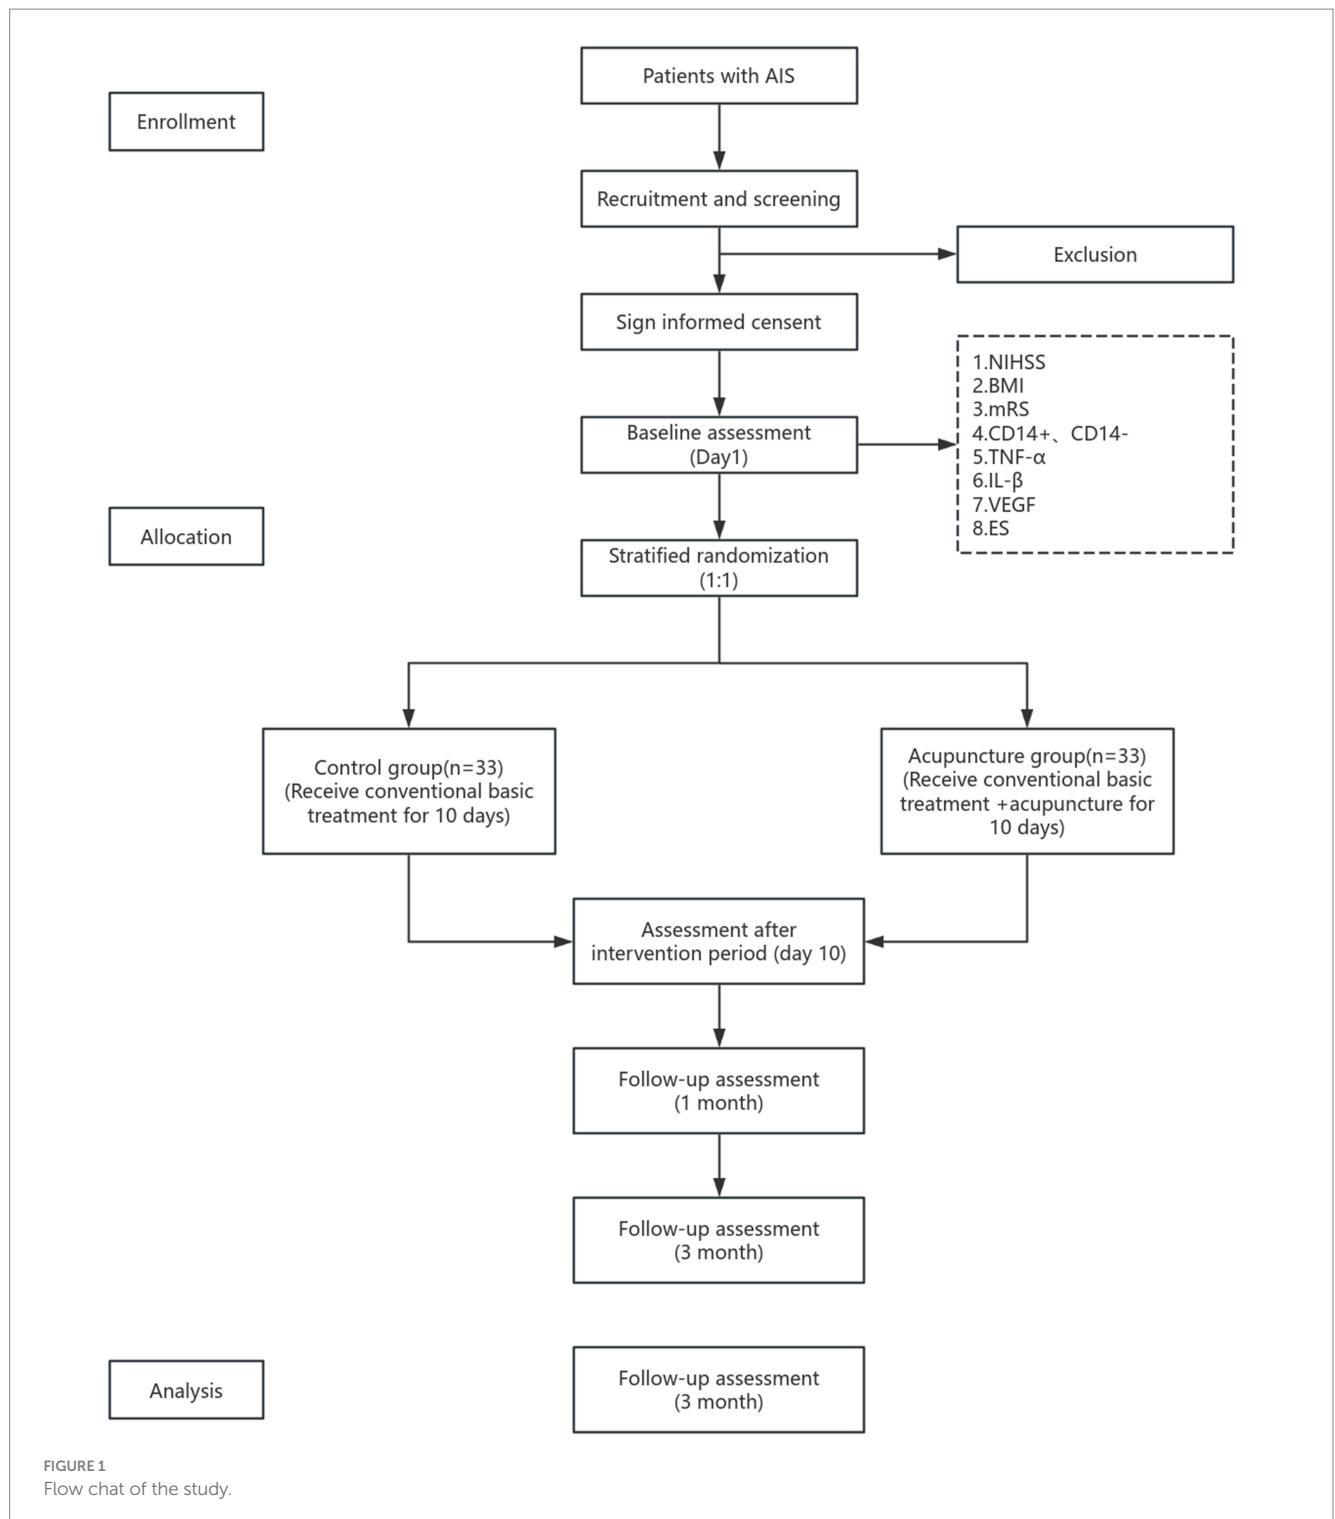 Patients with AIS
Enrollment
Recruitment and screening
Exclusion
Sign informed censent
1.NIHSS
2.BMI
3.mRS
4.CD14+、CD14-
5.TNF-α
6.IL-β
7.VEGF
8.ES
Baseline assessment
(Day1)
Allocation
Stratified randomization
(1:1)
Control group(n=33)
(Receive conventional basic
treatment for 10 days)
Acupuncture group(n=33)
(Receive conventional basic
treatment +acupuncture for
10 days)
Assessment after
intervention period (day 10)
Follow-up assessment
(1 month)
Follow-up assessment
(3 month)
Analysis
Follow-up assessment
(3 month)
FIGURE 1
Flow chat of the study.